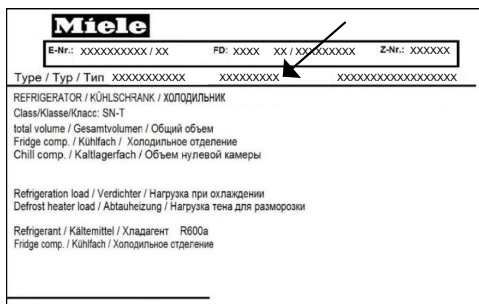 Miele
E-Nr.: XXXXXXXXXX / XX FD: XXXX XX / XXXXXXXXX Z-Nr.: XXXXXX
Type / Typ / Тип XXXXXXXXXXX XXXXXXXXX XXXXXXXXXXXXXXXXXX
REFRIGERATOR / KÜHLSCHRANK / ХОЛОДИЛЬНИК
Class/Klasse/Класс: SN-T
total volume / Gesamtvolumen / Общий объем
Fridge comp. / Kühlfach / Холодильное отделение
Chill comp. / Kaltlagerfach / Объем нулевой камеры
Refrigeration load / Verdichter / Нагрузка при охлаждении
Defrost heater load / Abtauheizung / Нагрузка тена для разморозки
Refrigerant / Kältemittel / Хладагент R600a
Fridge comp. / Kühlfach / Холодильное отделение